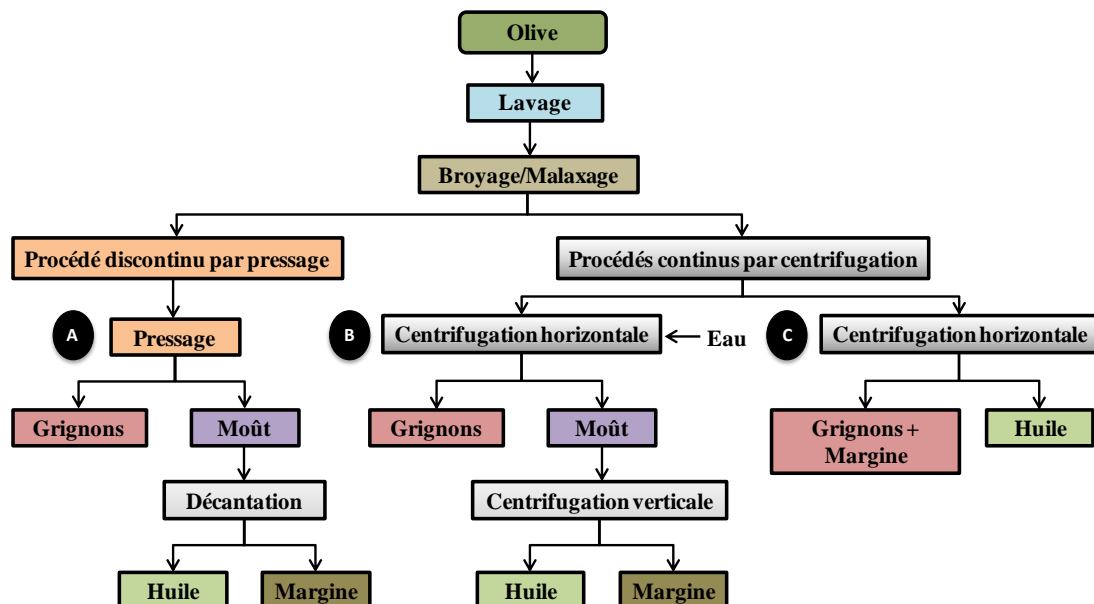 Olive
Lavage
Broyage/Malaxage
Procédé discontinu par pressage
Procédés continus par centrifugation
A
Pressage
B
Centrifugation horizontale
Eau
C
Centrifugation horizontale
Grignons
Moût
Grignons
Moût
Grignons +
Margine
Huile
Décantation
Centrifugation verticale
Huile
Margine
Huile
Margine